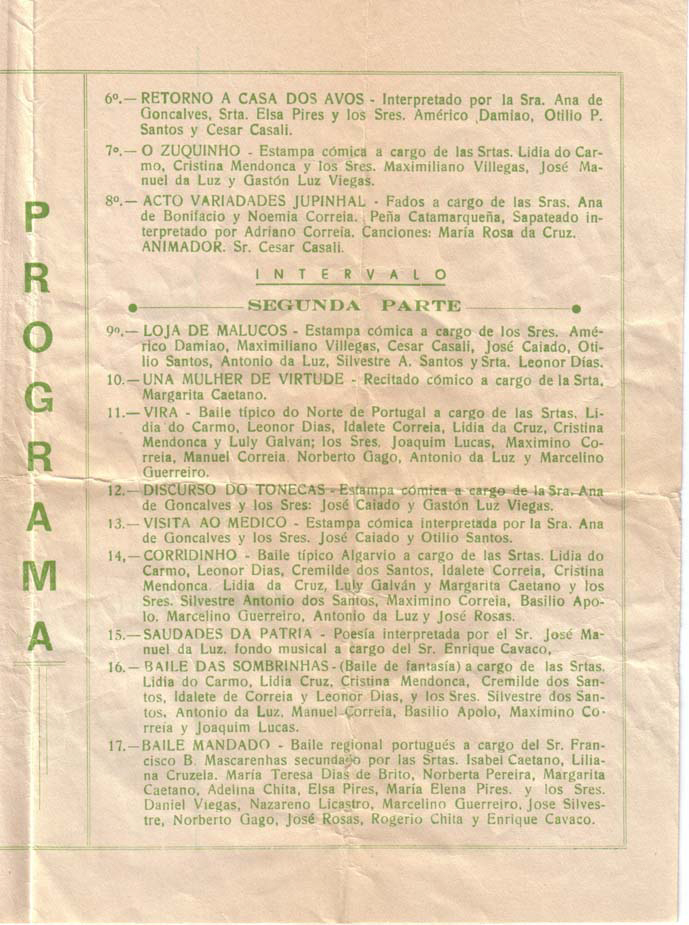 PROGRAMA
6º.— RETORNO A CASA DOS AVOS - Interpretado por la Sra. Ana de
Goncalves, Srta. Elsa Pires y los Sres. Américo Damiao, Otilio P.
Santos y Cesar Casali.
7º.— O ZUQUINHO - Estampa cómica a cargo de las Srtas. Lidia do Car-
mo, Cristina Mendonca y los Sres. Maximiliano Villegas, José Ma-
nuel da Luz y Gastón Luz Viegas.
8º.— ACTO VARIADADES JUPINHAL - Fados a cargo de las Sras. Ana
de Bonifacio y Noemia Correia. Peña Catamarqueña, Sapateado in-
terpretado por Adriano Correia. Canciones: María Rosa da Cruz.
ANIMADOR. Sr. Cesar Casali.
INTERVALO
SEGUNDA PARTE
9º.— LOJA DE MALUCOS - Estampa cómica a cargo de los Sres. Amé-
rico Damiao, Maximiliano Villegas, Cesar Casali, José Caiado, Oti-
lio Santos, Antonio da Luz, Silvestre A. Santos y Srta. Leonor Días.
10.— UNA MULHER DE VIRTUDE - Recitado cómico a cargo de la Srta.
Margarita Caetano.
11.— VIRA - Baile típico do Norte de Portugal a cargo de las Srtas. Li-
dia do Carmo, Leonor Dias, Idalete Correia, Lidia da Cruz, Cristina
Mendonca y Luly Galván; los Sres. Joaquim Lucas, Maximino Co-
rreia, Manuel Correia. Norberto Gago, Antonio da Luz y Marcelino
Guerreiro.
12.— DISCURSO DO TONECAS - Estampa cómica a cargo de la Sra. Ana
de Goncalves y los Sres: José Caiado y Gastón Luz Viegas.
13.— VISITA AO MEDICO - Estampa cómica interpretada por la Sra. Ana
de Goncalves y los Sres. José Caiado y Otilio Santos.
14,— CORRIDINHO - Baile típico Algarvio a cargo de las Srtas. Lidia do
Carmo, Leonor Dias, Cremilde dos Santos, Idalete Correia, Cristina
Mendonca. Lidia da Cruz, Luly Galván y Margarita Caetano y los
Sres. Silvestre Antonio dos Santos, Maximino Correia, Basilio Apo-
lo. Marcelino Guerreiro, Antonio da Luz y José Rosas.
15.— SAUDADES DA PATRIA - Poesía interpretada por el Sr. José Ma-
nuel da Luz. fondo musical a cargo del Sr. Enrique Cavaco,
16.— BAILE DAS SOMBRINHAS - (Baile de fantasía) a cargo de las Srtas.
Lidia do Carmo, Lidia Cruz, Cristina Mendonca, Cremilde dos San-
tos, Idalete de Correia y Leonor Dias, y los Sres. Silvestre dos San-
tos, Antonio da Luz, Manuel Correia, Basilio Apolo, Maximino Co-
rreia y Joaquim Lucas.
17.— BAILE MANDADO - Baile regional portugués a cargo del Sr. Fran-
cisco B. Mascarenhas secundado por las Srtas. Isabel Caetano, Lilia-
na Cruzela. María Teresa Dias de Brito, Norberta Pereira, Margarita
Caetano, Adelina Chita, Elsa Pires, María Elena Pires. y los Sres.
Daniel Viegas, Nazareno Licastro, Marcelino Guerreiro, Jose Silves-
tre, Norberto Gago, José Rosas, Rogerio Chita y Enrique Cavaco.